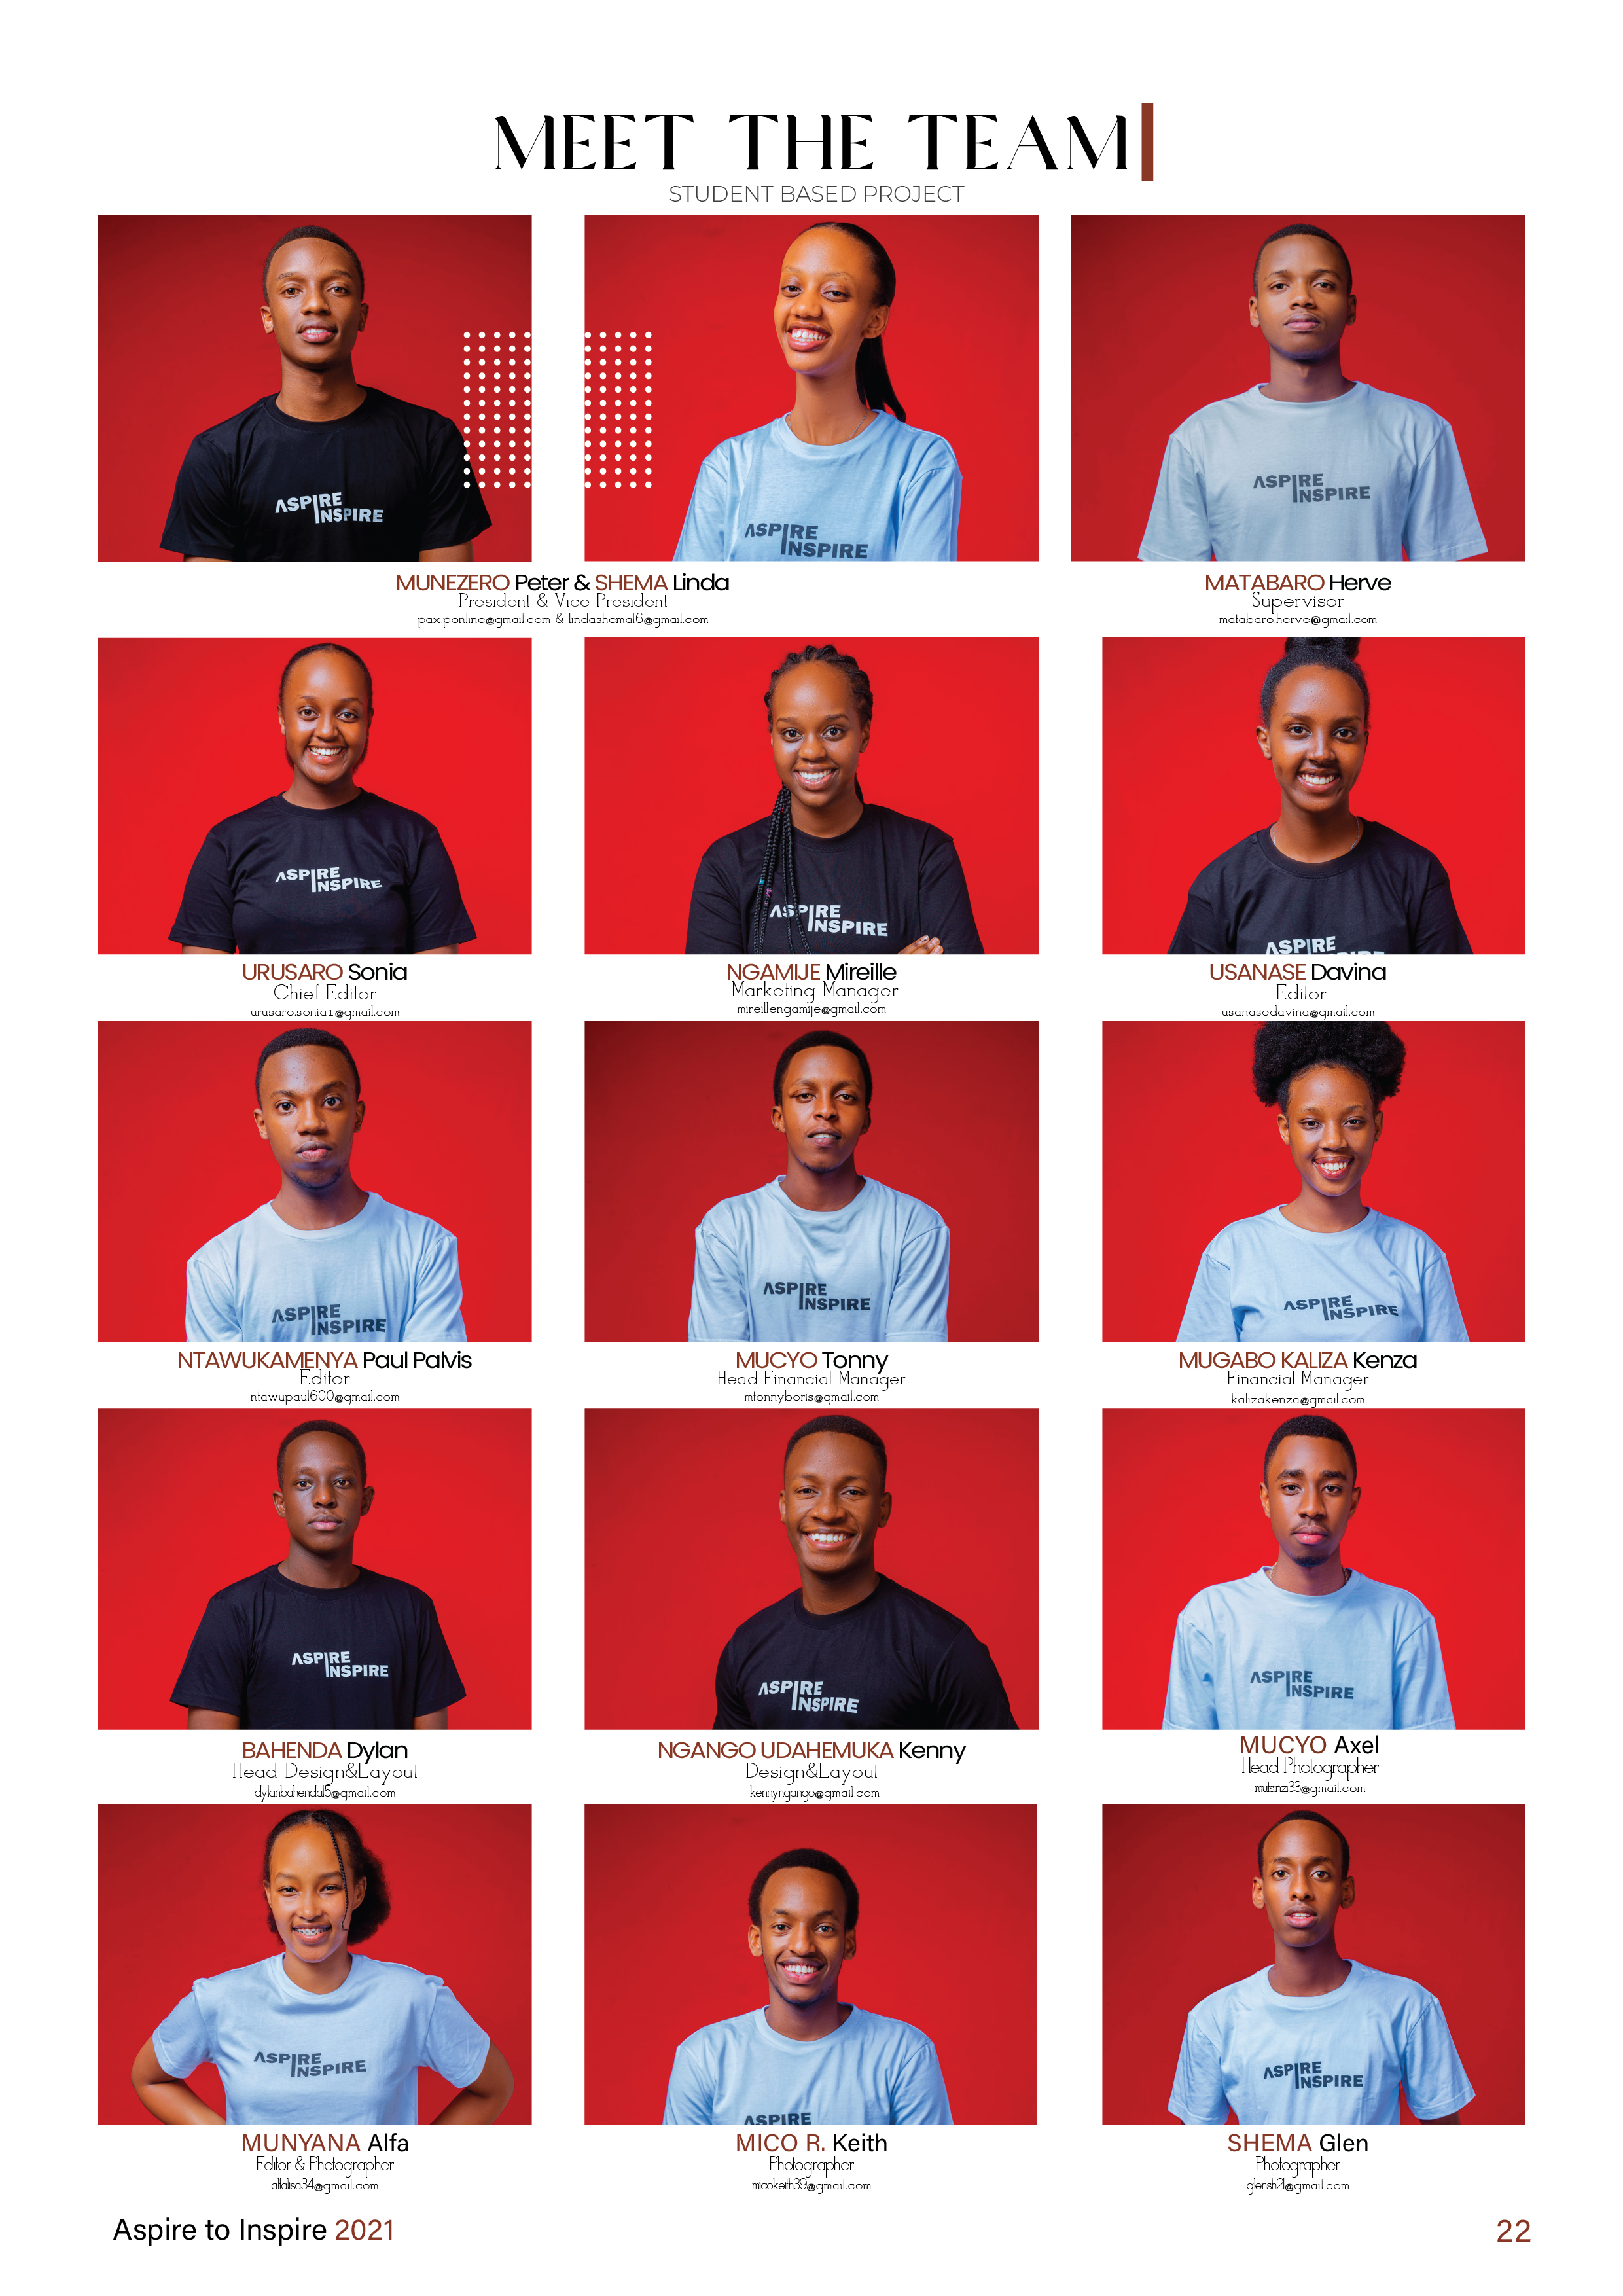 MEET THE TEAM
STUDENT BASED PROJECT
ASPIRE
INSPIRE
ASPIRE
INSPIRE
ASPIRE
INSPIRE
MUNEZERO Peter & SHEMA Linda
President & Vice President
pax.ponline@gmail.com & lindashema16@gmail.com
MATABARO Herve
Supervisor
matabaro.herve@gmail.com
ASPIRE
INSPIRE
ASPIRE
INSPIRE
ASPIRE
URUSARO Sonia
Chief Editor
urusaro.sonia1@gmail.com
NGAMIJE Mireille
Marketing Manager
mireillengamije@gmail.com
USANASE Davina
Editor
usanasedavina@gmail.com
ASPIRE
INSPIRE
ASPIRE
INSPIRE
ASPIRE
INSPIRE
NTAWUKAMENYA Paul Palvis
Editor
ntawupaul600@gmail.com
MUCYO Tonny
Head Financial Manager
mtonnyboris@gmail.com
MUGABO KALIZA Kenza
Financial Manager
kalizakenza@gmail.com
ASPIRE
INSPIRE
ASPIRE
INSPIRE
ASPIRE
INSPIRE
BAHENDA Dylan
Head Design&Layout
dylanbahenda15@gmail.com
NGANGO UDAHEMUKA Kenny
Design&Layout
kennyngango@gmail.com
MUCYO Axel
Head Photographer
mutsinzi33@gmail.com
ASPIRE
INSPIRE
ASPIRE
ASPIRE
INSPIRE
MUNYANA Alfa
Editor & Photographer
MICO R. Keith
Photographer
micokeith39@gmail.com
SHEMA Glen
Photographer
glensh21@gmail.com
Aspire to Inspire 2021
22